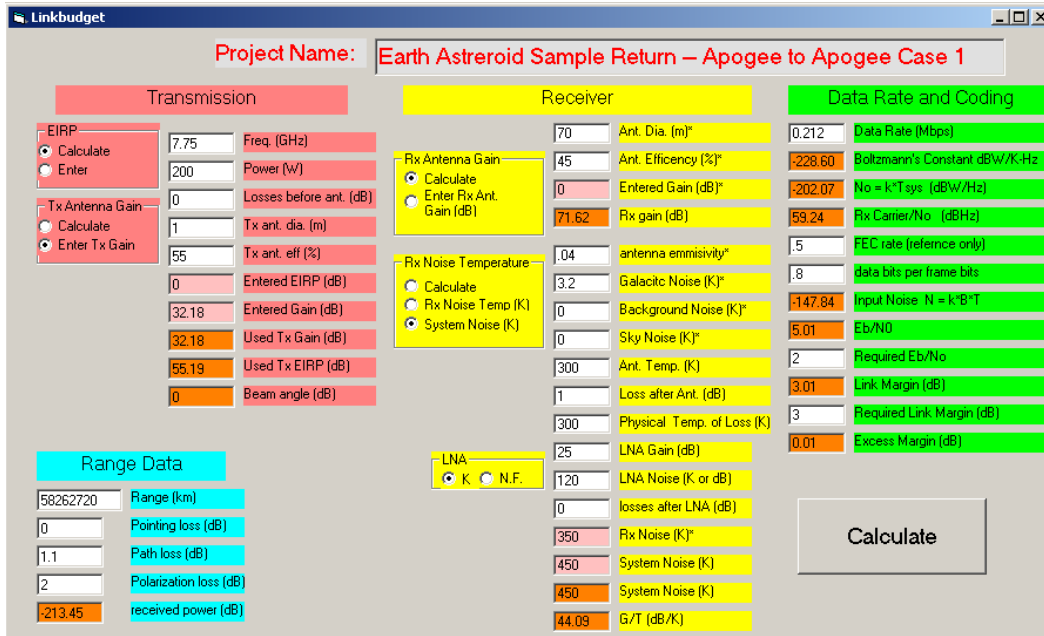 Linkbudget
Project Name: Earth Astreroid Sample Return – Apogee to Apogee Case 1
Transmission
EIRP
Calculate
Enter
Tx Antenna Gain
Calculate
Enter Tx Gain
7.75 Freq. (GHz)
200 Power (W)
0 Losses before ant. (dB)
1 Tx ant. dia. (m)
55 Tx ant. eff (%)
0 Entered EIRP (dB)
32.18 Entered Gain (dB)
32.18 Used Tx Gain (dB)
55.19 Used Tx EIRP (dB)
0 Beam angle (dB)
Range Data
58262720 Range (km)
0 Pointing loss (dB)
1.1 Path loss (dB)
2 Polarization loss (dB)
-213.45 received power (dB)
Receiver
Rx Antenna Gain
Calculate
Enter Rx Ant.
Gain (dB)
Rx Noise Temperature
Calculate
Rx Noise Temp (K)
System Noise (K)
LNA
K N.F.
70 Ant. Dia. (m)*
45 Ant. Efficency (%)*
0 Entered Gain (dB)*
71.62 Rx gain (dB)
.04 antenna emmisivity*
3.2 Galacitc Noise (K)*
0 Background Noise (K)*
0 Sky Noise (K)*
300 Ant. Temp. (K)
1 Loss after Ant. (dB)
300 Physical Temp. of Loss (K)
25 LNA Gain (dB)
120 LNA Noise (K or dB)
0 losses after LNA (dB)
350 Rx Noise (K)*
450 System Noise (K)
450 System Noise (K)
44.09 G/T (dB/K)
Data Rate and Coding
0.212 Data Rate (Mbps)
-228.60 Boltzmann's Constant dBW/K-Hz
-202.07 No = k*Tsys (dBW/Hz)
59.24 Rx Carrier/No (dBHz)
.5 FEC rate (refernce only)
.8 data bits per frame bits
-147.84 Input Noise N = k*B*T
5.01 Eb/N0
2 Required Eb/No
3.01 Link Margin (dB)
3 Required Link Margin (dB)
0.01 Excess Margin (dB)
Calculate